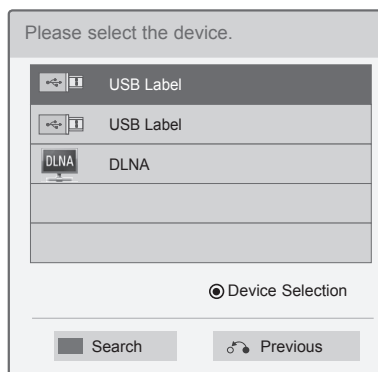 Please select the device.
USB Label
USB Label
DLNA DLNA
Device Selection
Search Previous